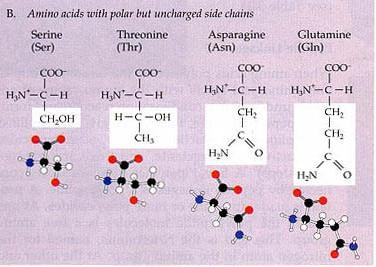 B. Amino acids with polar but uncharged side chains
Serine
(Ser)
Threonine
(Thr)
Asparagine
(Asn)
Glutamine
(Gln)
COO⁻
H₃N⁺–C–H
CH₂OH
COO⁻
H₃N⁺–C–H
H–C–OH
CH₃
COO⁻
H₃N⁺–C–H
CH₂
C
H₂N O
COO⁻
H₃N⁺–C–H
CH₂
CH₂
C
H₂N O